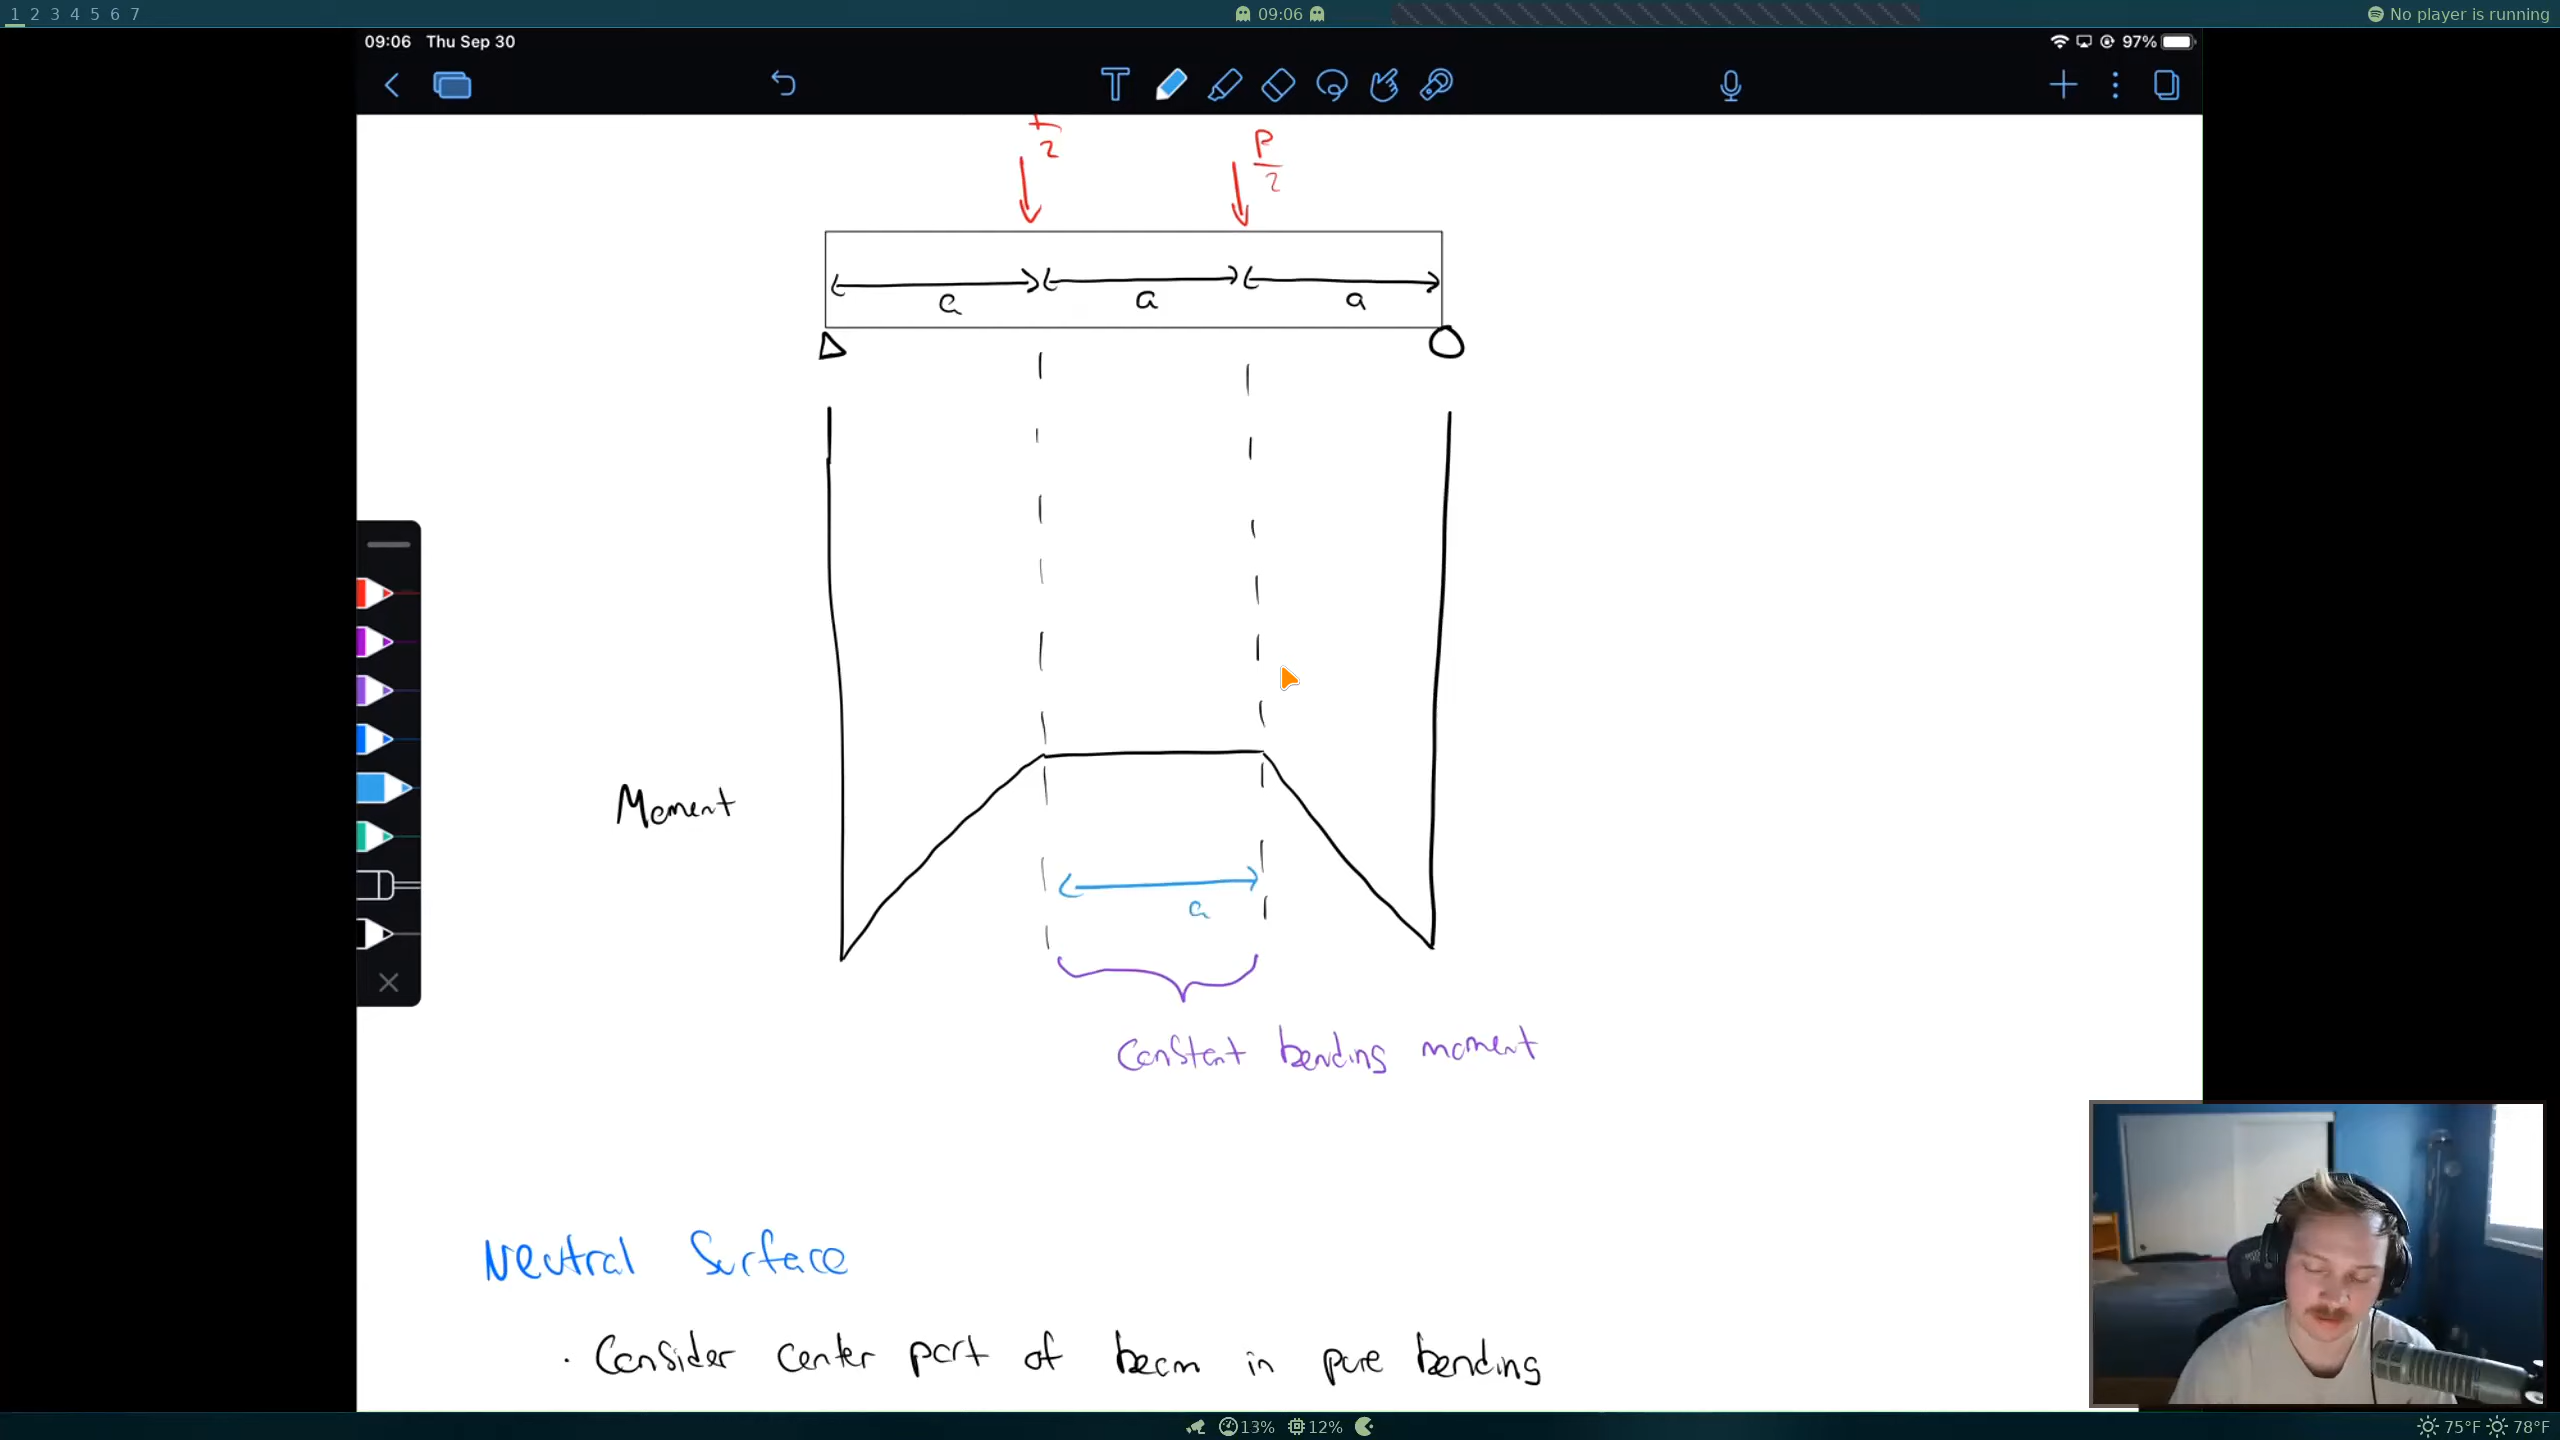 1 2 3 4 5 6 7
09:06
No player is running
09:06 Thu Sep 30
97%
2
P
2
a a a
Moment
a
Constant bending moment
Neutral Surface
· Consider center part of beam in pure bending
13% 12%
75°F 78°F